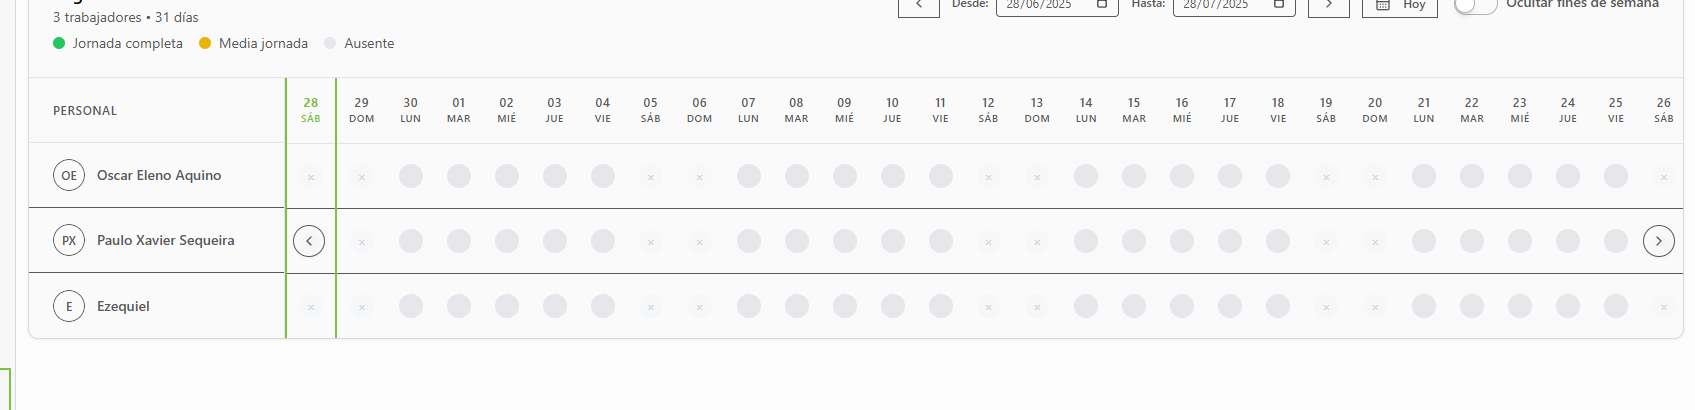 Desde: 28/06/2025 Hasta: 28/07/2025 Hoy Ocultar fines de semana
3 trabajadores • 31 días
Jornada completa Media jornada Ausente
PERSONAL 28 29 30 01 02 03 04 05 06 07 08 09 10 11 12 13 14 15 16 17 18 19 20 21 22 23 24 25 26
SÁB DOM LUN MAR MIÉ JUE VIE SÁB DOM LUN MAR MIÉ JUE VIE SÁB DOM LUN MAR MIÉ JUE VIE SÁB DOM LUN MAR MIÉ JUE VIE SÁB
OE Oscar Eleno Aquino
PX Paulo Xavier Sequeira
E Ezequiel